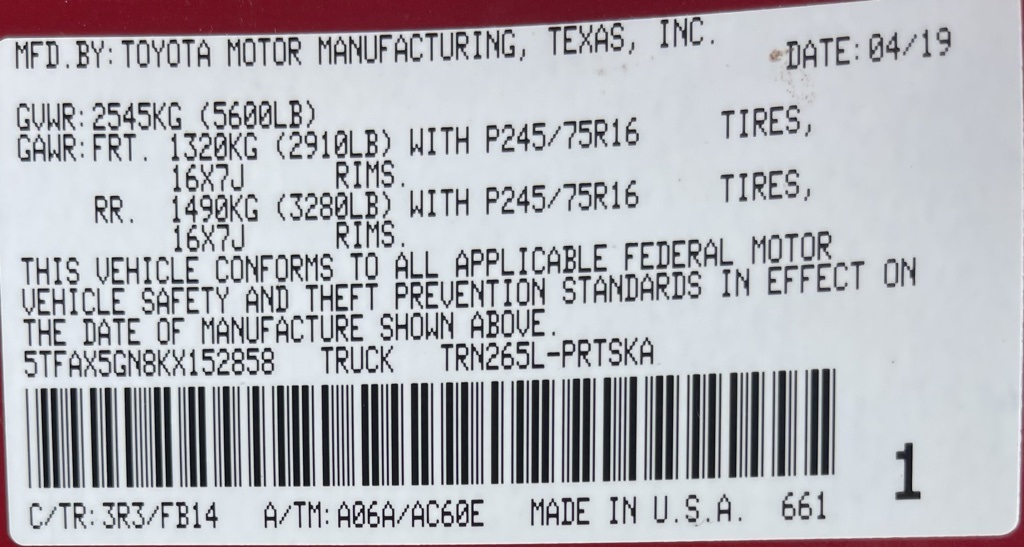 MFD.BY: TOYOTA MOTOR MANUFACTURING, TEXAS, INC. DATE: 04/19
GVWR: 2545KG (5600LB)
GAWR: FRT. 1320KG (2910LB) WITH P245/75R16 TIRES,
16X7J RIMS.
RR. 1490KG (3280LB) WITH P245/75R16 TIRES,
16X7J RIMS.
THIS VEHICLE CONFORMS TO ALL APPLICABLE FEDERAL MOTOR
VEHICLE SAFETY AND THEFT PREVENTION STANDARDS IN EFFECT ON
THE DATE OF MANUFACTURE SHOWN ABOVE.
5TFAX5GN8KX152858 TRUCK TRN265L-PRTSKA
1
C/TR: 3R3/FB14 A/TM: A06A/AC60E MADE IN U.S.A. 661